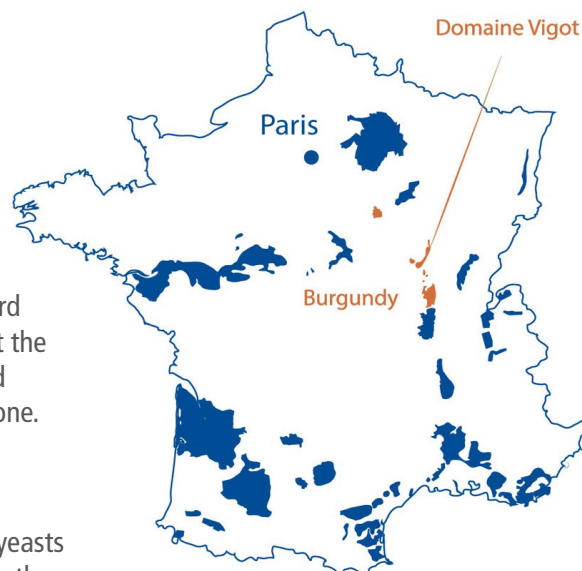 Domaine Vigot
Paris
Burgundy
rd
t the
d
one.
yeasts